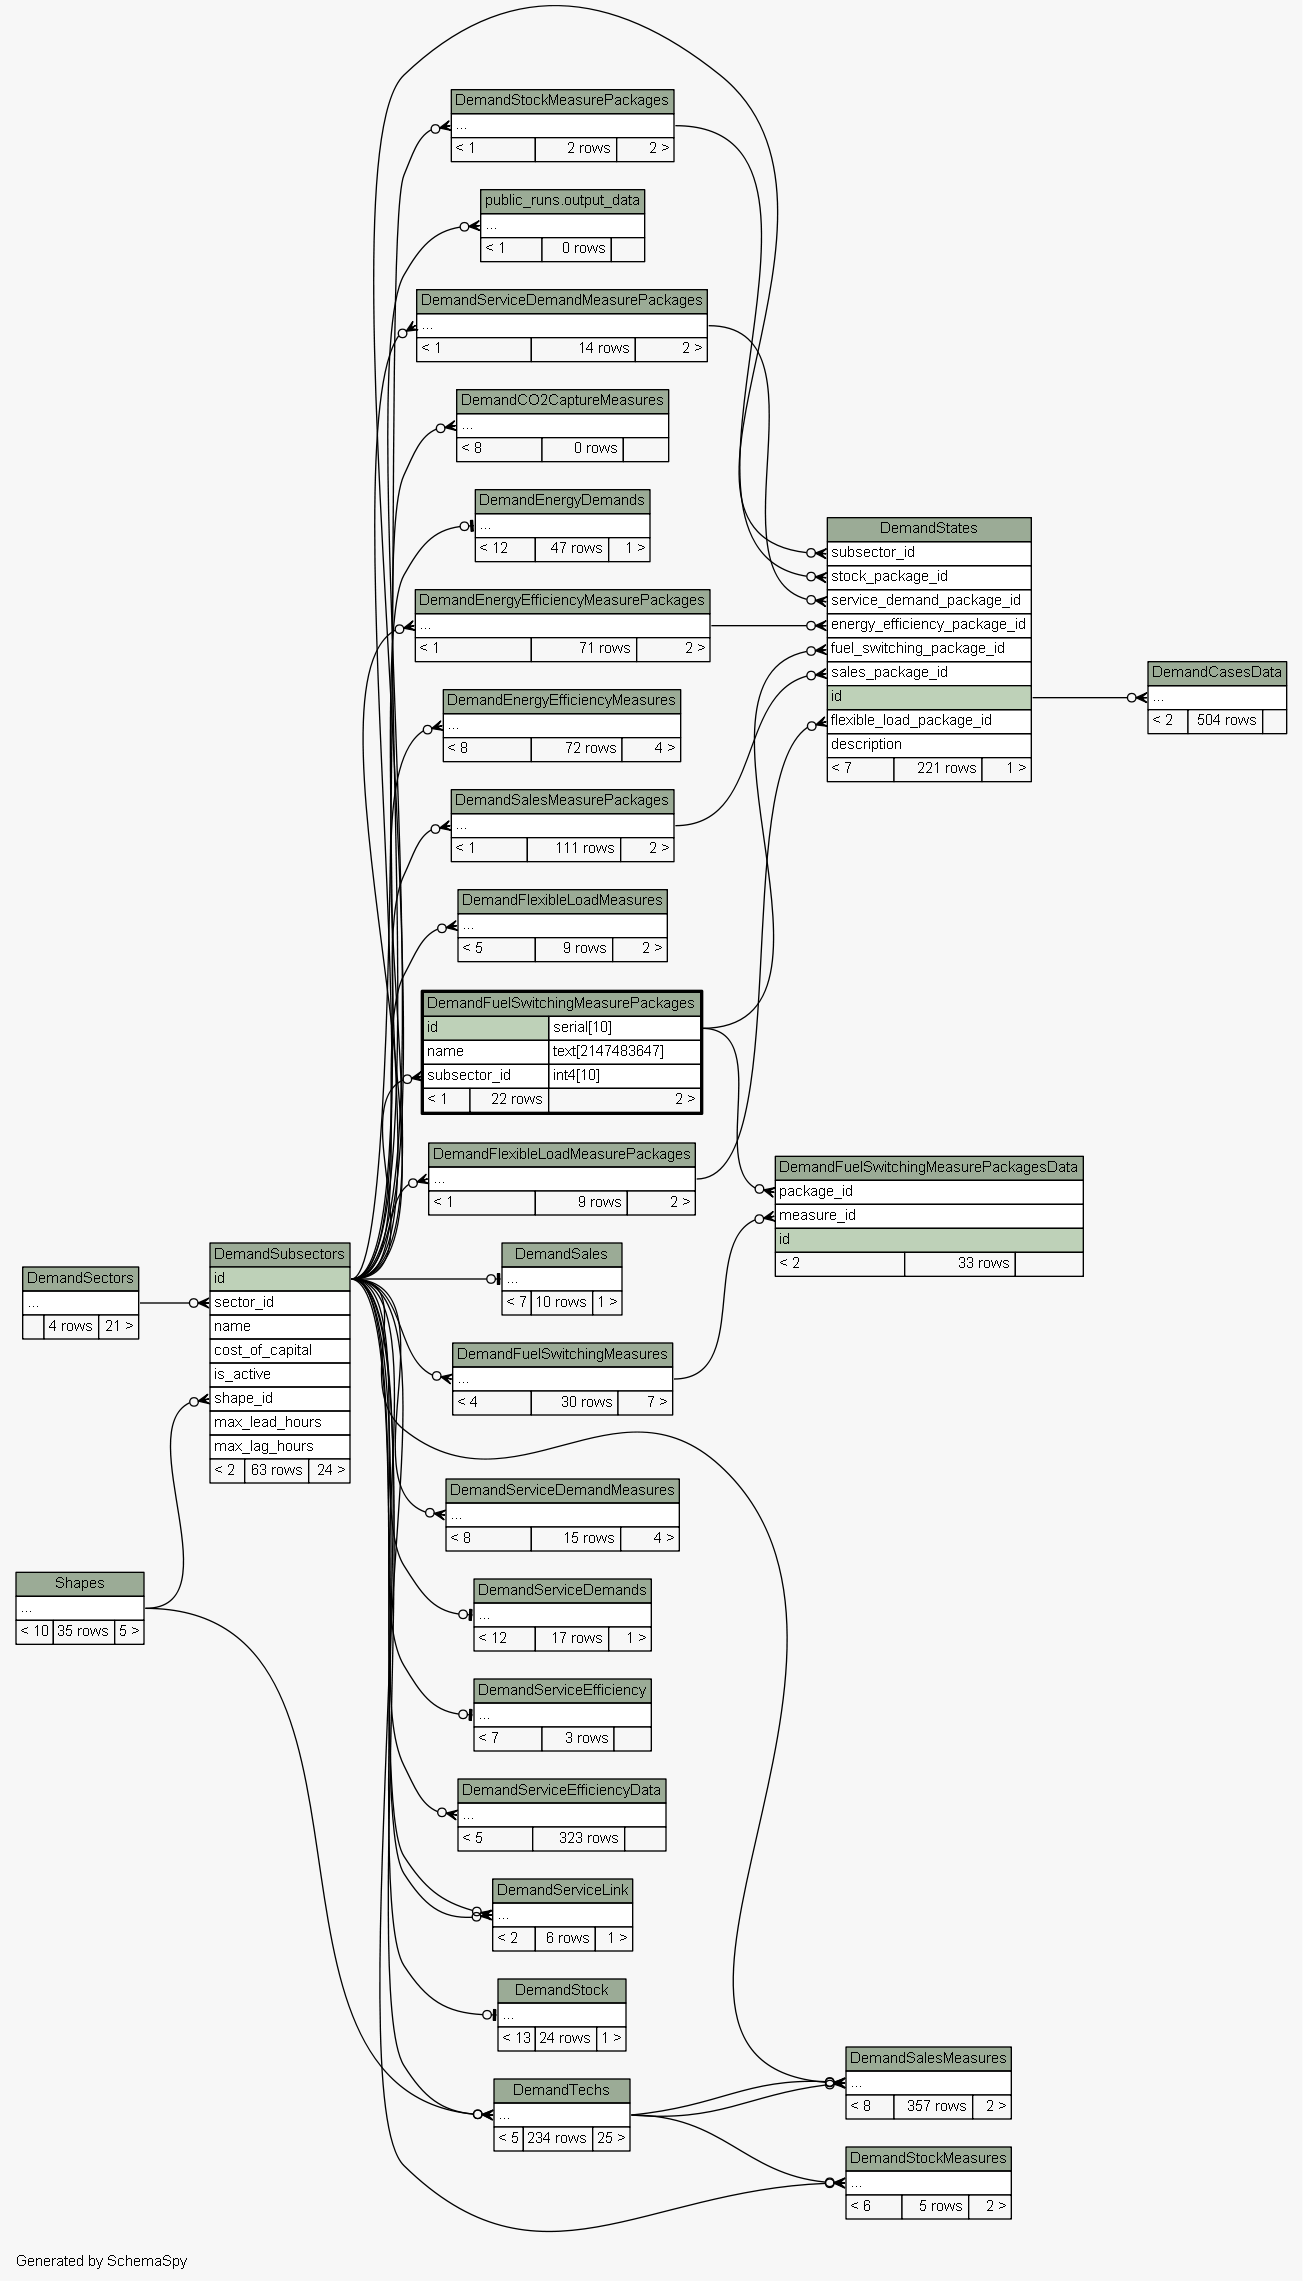 DemandStockMeasurePackages
...
< 1 2 rows 2 >
public_runs.output_data
...
< 1 0 rows
DemandServiceDemandMeasurePackages
...
< 1 14 rows 2 >
DemandCO2CaptureMeasures
...
< 8 0 rows
DemandEnergyDemands
...
< 12 47 rows 1 >
DemandEnergyEfficiencyMeasurePackages
...
< 1 71 rows 2 >
DemandEnergyEfficiencyMeasures
...
< 8 72 rows 4 >
DemandSalesMeasurePackages
...
< 1 111 rows 2 >
DemandFlexibleLoadMeasures
...
< 5 9 rows 2 >
DemandFuelSwitchingMeasurePackages
id serial[10]
name text[2147483647]
subsector_id int4[10]
< 1 22 rows 2 >
DemandFlexibleLoadMeasurePackages
...
< 1 9 rows 2 >
DemandStates
subsector_id
stock_package_id
service_demand_package_id
energy_efficiency_package_id
fuel_switching_package_id
sales_package_id
id
flexible_load_package_id
description
< 7 221 rows 1 >
DemandCasesData
...
< 2 504 rows
DemandFuelSwitchingMeasurePackagesData
package_id
measure_id
id
< 2 33 rows
DemandSectors
...
4 rows 21 >
DemandSubsectors
id
sector_id
name
cost_of_capital
is_active
shape_id
max_lead_hours
max_lag_hours
< 2 63 rows 24 >
Shapes
...
< 10 35 rows 5 >
DemandSales
...
< 7 10 rows 1 >
DemandFuelSwitchingMeasures
...
< 4 30 rows 7 >
DemandServiceDemandMeasures
...
< 8 15 rows 4 >
DemandServiceDemands
...
< 12 17 rows 1 >
DemandServiceEfficiency
...
< 7 3 rows
DemandServiceEfficiencyData
...
< 5 323 rows
DemandServiceLink
...
< 2 6 rows 1 >
DemandStock
...
< 13 24 rows 1 >
DemandTechs
...
< 5 234 rows 25 >
DemandSalesMeasures
...
< 8 357 rows 2 >
DemandStockMeasures
...
< 6 5 rows 2 >
Generated by SchemaSpy